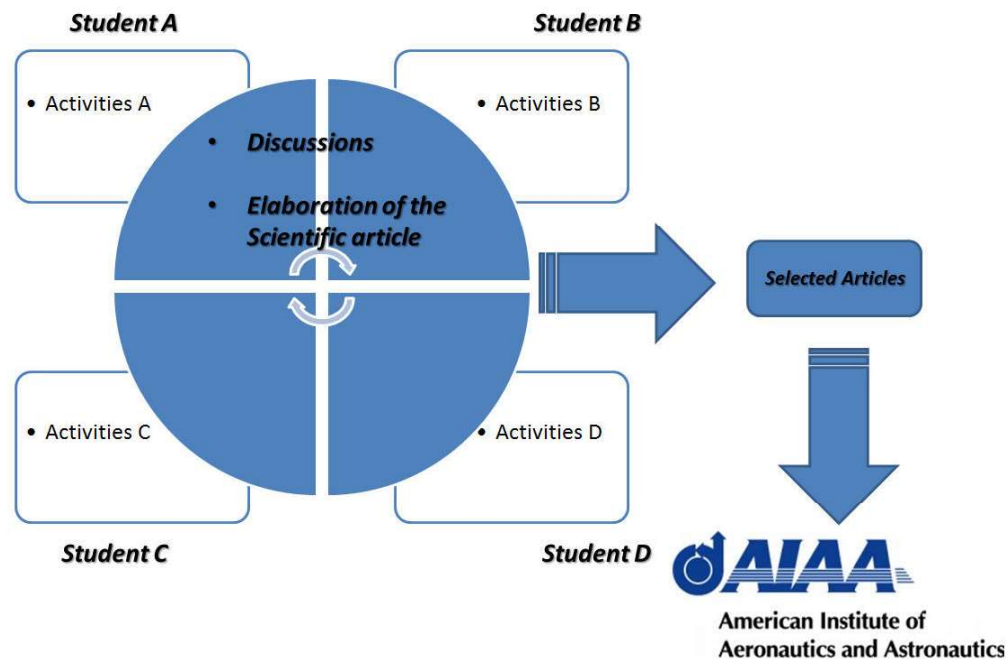 Student A
Student B
• Activities A
• Activities B
• Discussions
• Elaboration of the
Scientific article
Selected Articles
• Activities C
• Activities D
Student C
Student D
AIAA
American Institute of
Aeronautics and Astronautics